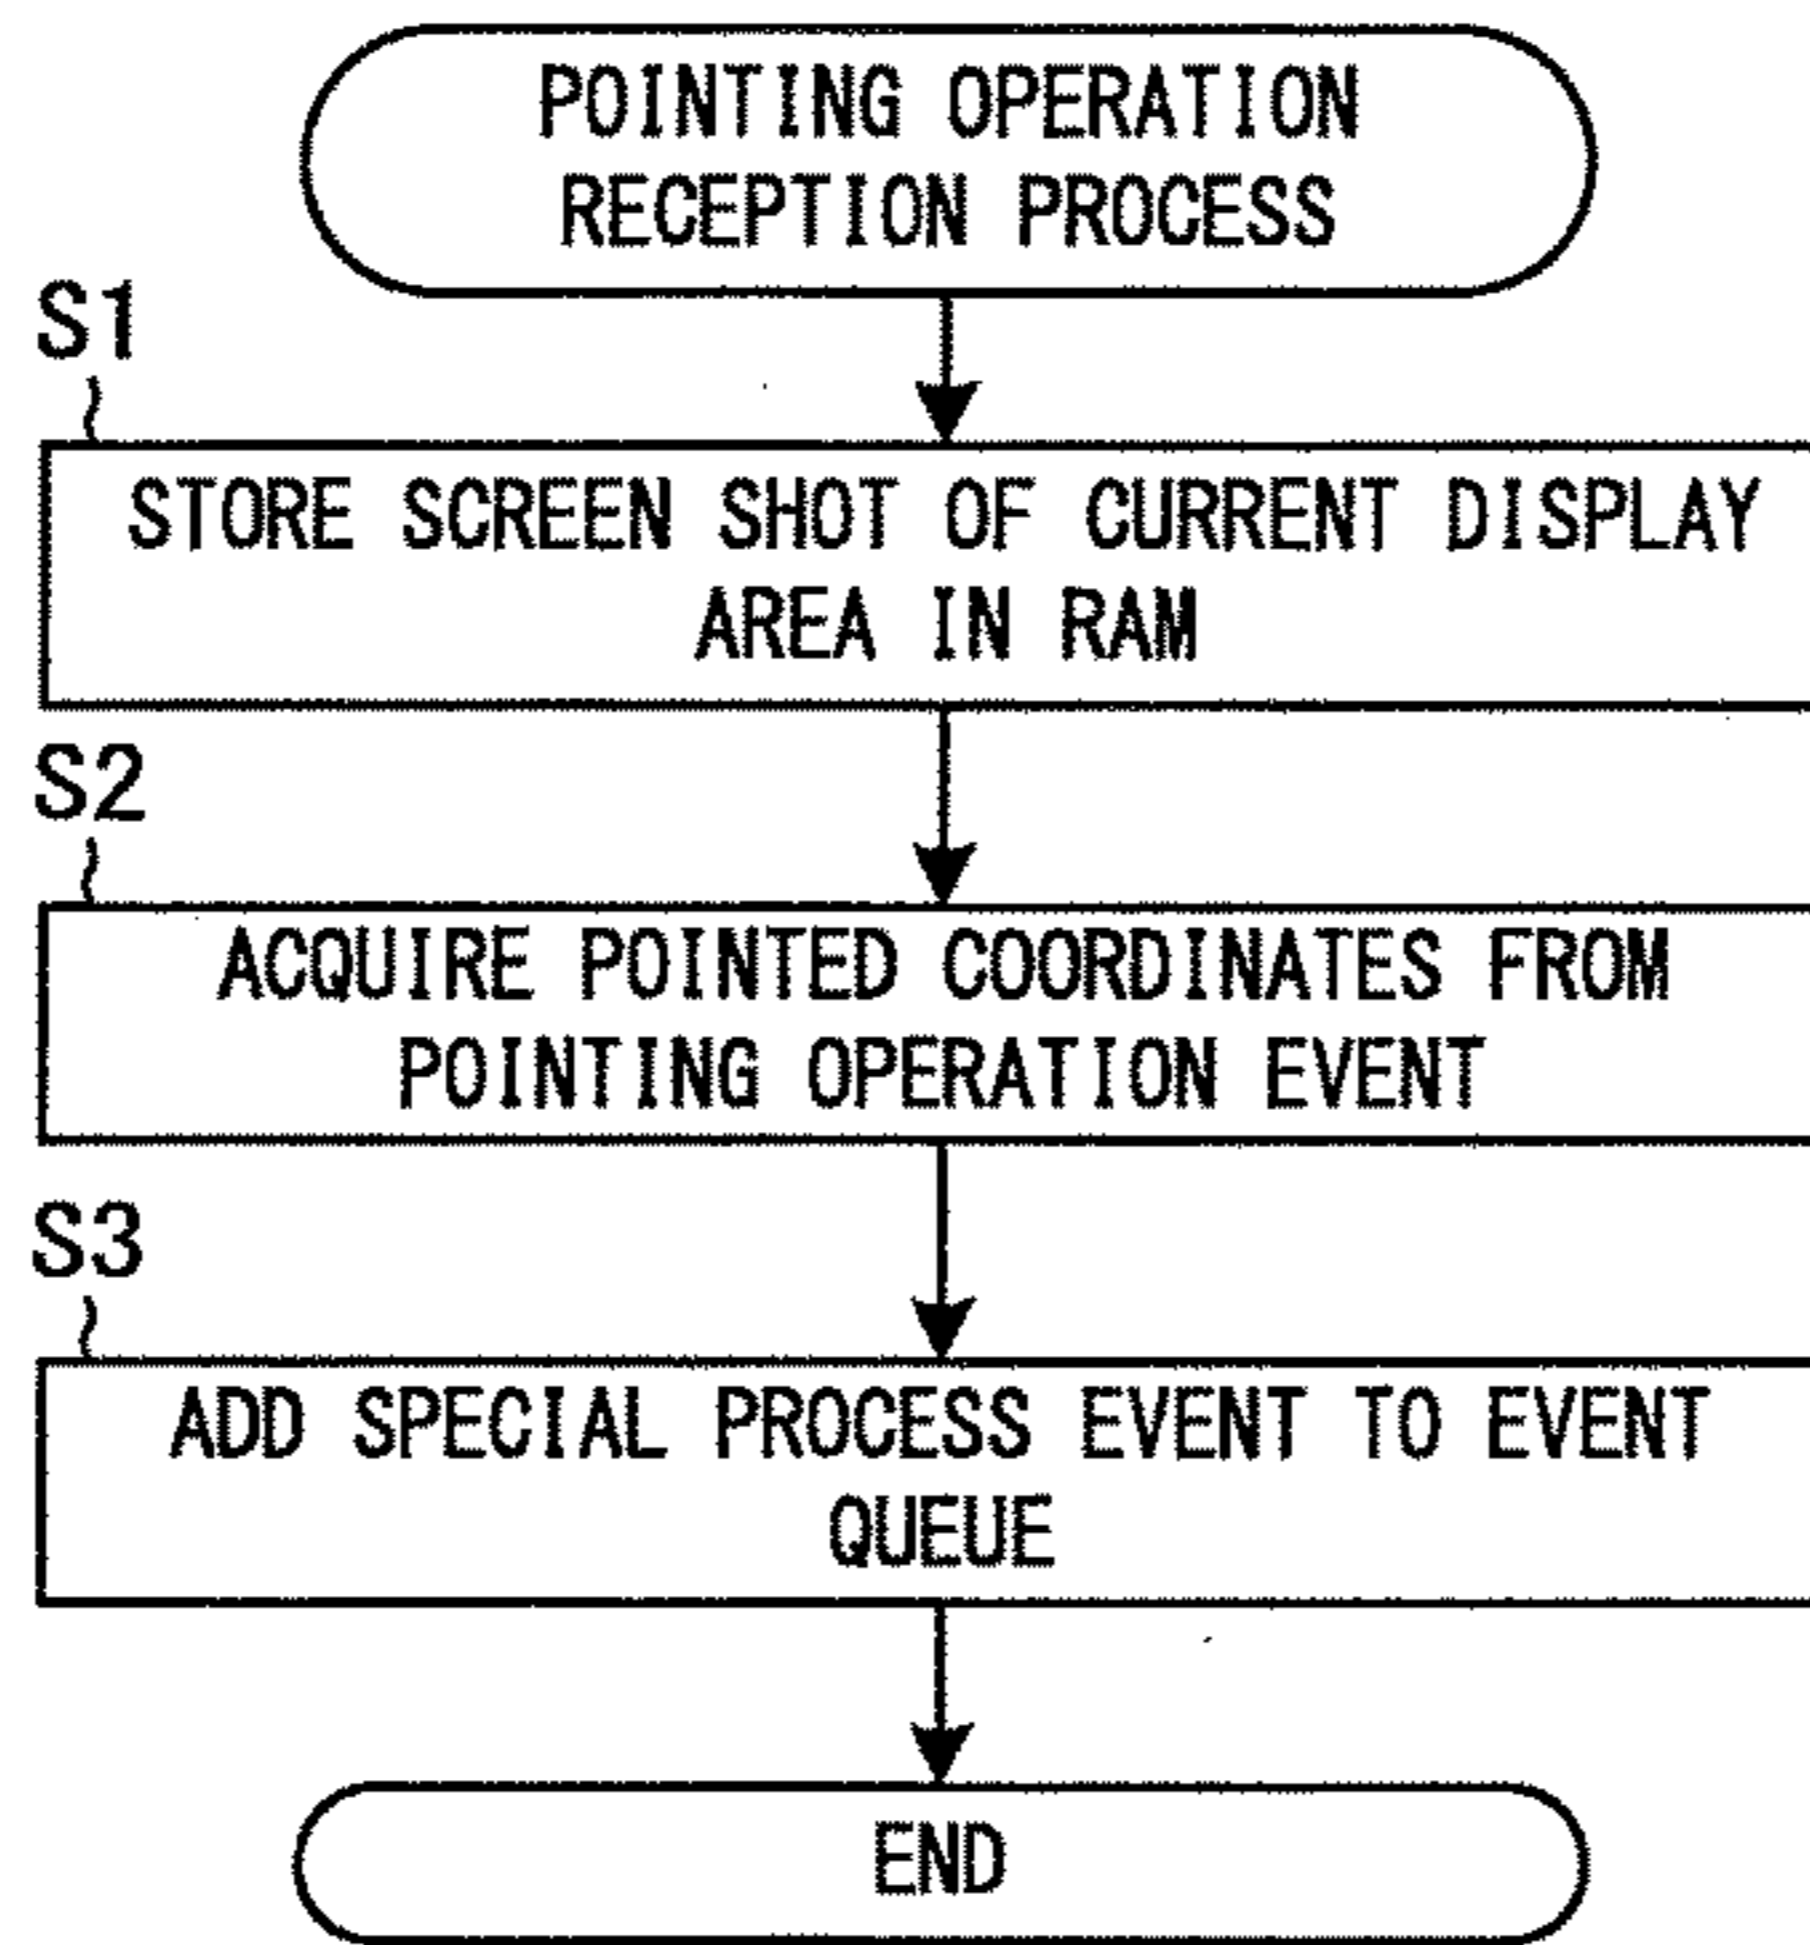 POINTING OPERATION
RECEPTION PROCESS
S1
STORE SCREEN SHOT OF CURRENT DISPLAY
AREA IN RAM
S2
ACQUIRE POINTED COORDINATES FROM
POINTING OPERATION EVENT
S3
ADD SPECIAL PROCESS EVENT TO EVENT
QUEUE
END